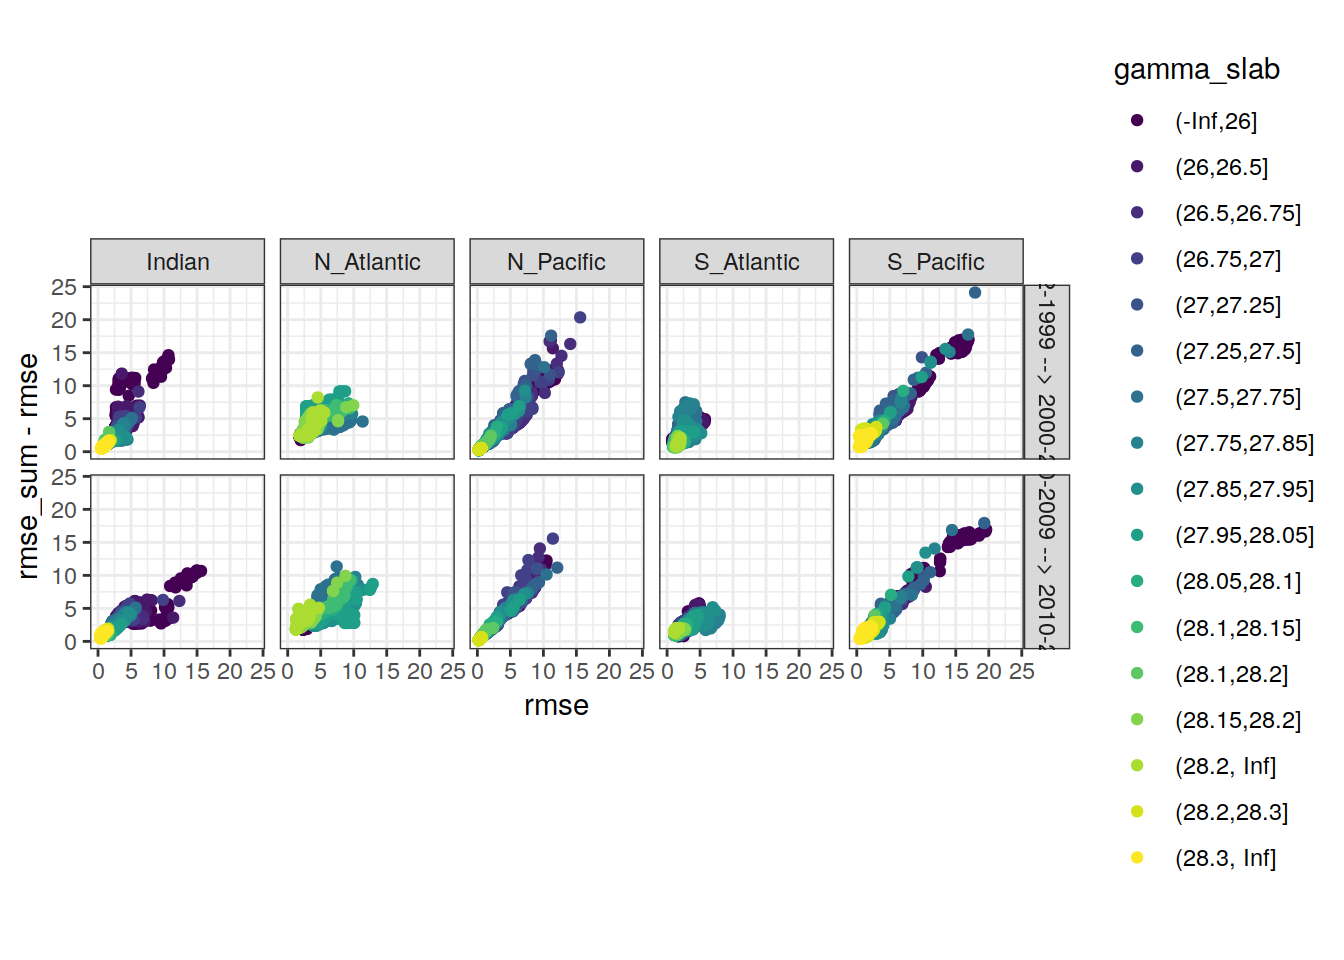 gamma_slab
(-Inf,26]
(26,26.5]
(26.5,26.75]
(26.75,27]
(27,27.25]
(27.25,27.5]
(27.5,27.75]
(27.75,27.85]
(27.85,27.95]
(27.95,28.05]
(28.05,28.1]
(28.1,28.15]
(28.1,28.2]
(28.15,28.2]
(28.2, Inf]
(28.2,28.3]
(28.3, Inf]
Indian N_Atlantic N_Pacific S_Atlantic S_Pacific
25
20
15
10
5
0
-1999 --> 2000-
25
20
15
10
5
0
-2009 --> 2010-
0 5 10 15 20 25 0 5 10 15 20 25 0 5 10 15 20 25 0 5 10 15 20 25 0 5 10 15 20 25
rmse
rmse_sum - rmse